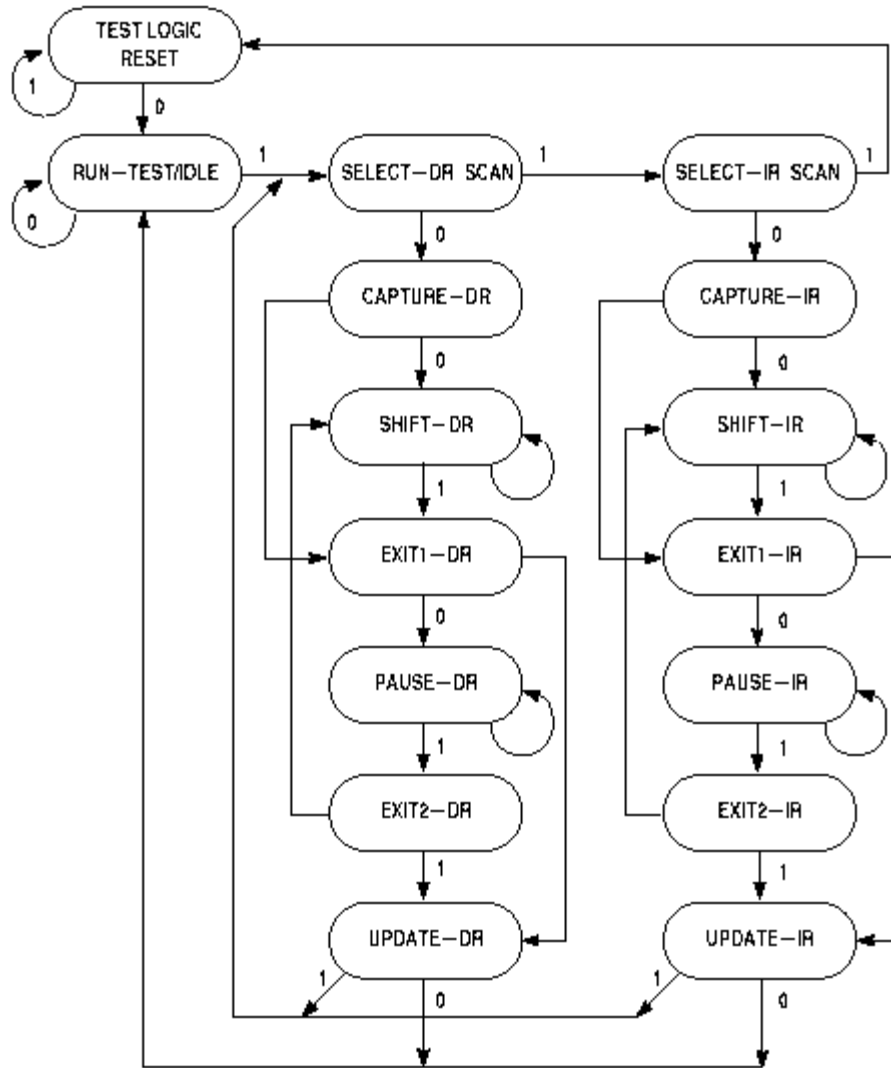 TEST LOGIC
RESET
1
0
RUN-TEST/IDLE
1
SELECT-DR SCAN
1
SELECT-IR SCAN
1
0
0
0
CAPTURE-DR
CAPTURE-IR
0
0
SHIFT-DR
SHIFT-IR
1
1
EXIT1-DR
EXIT1-IR
0
0
PAUSE-DR
PAUSE-IR
1
1
EXIT2-DR
EXIT2-IR
1
1
UPDATE-DR
UPDATE-IR
1
0
1
0